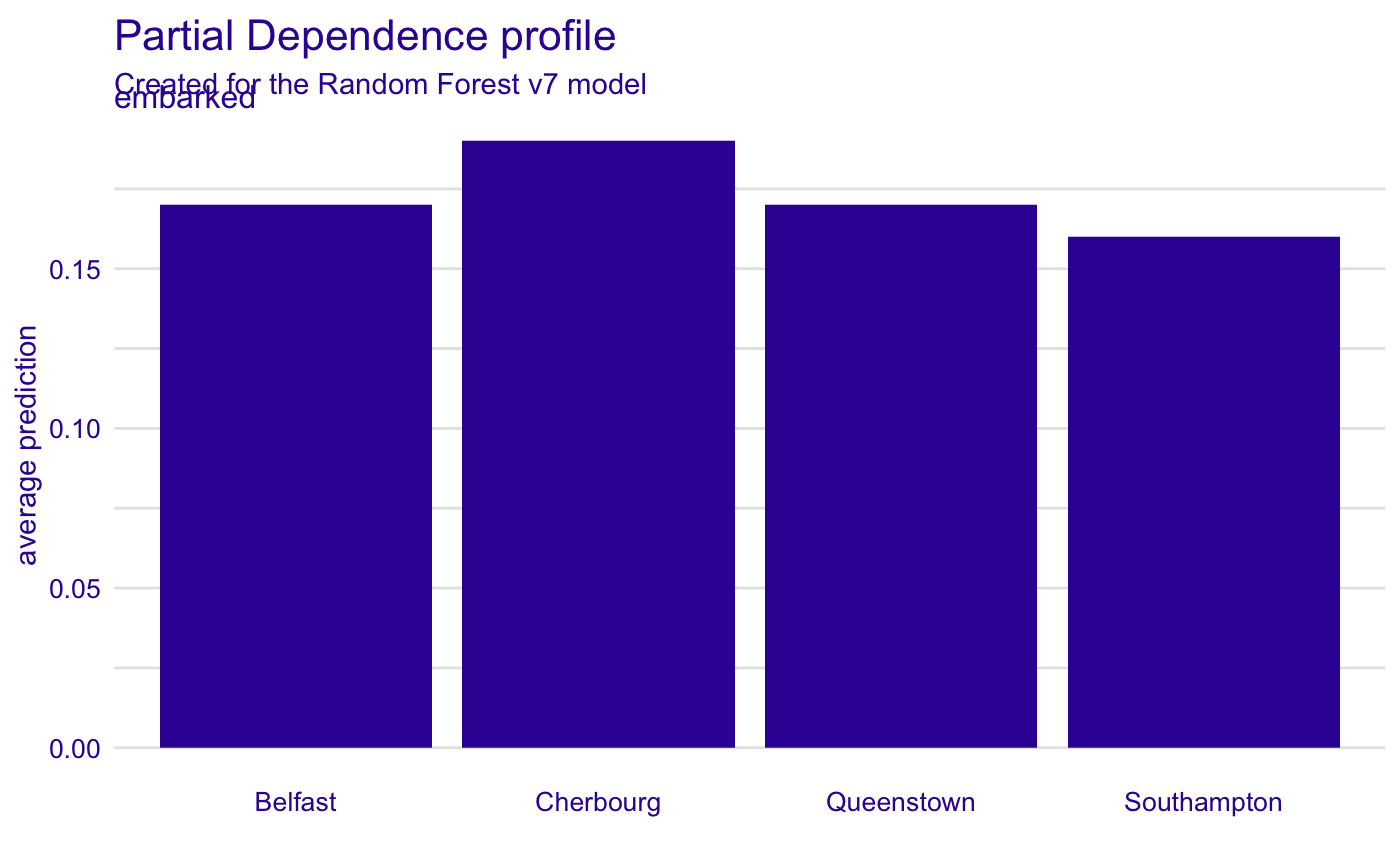 Partial Dependence profile
Created for the Random Forest v7 model
embarked
average prediction
0.15
0.10
0.05
0.00
Belfast
Cherbourg
Queenstown
Southampton